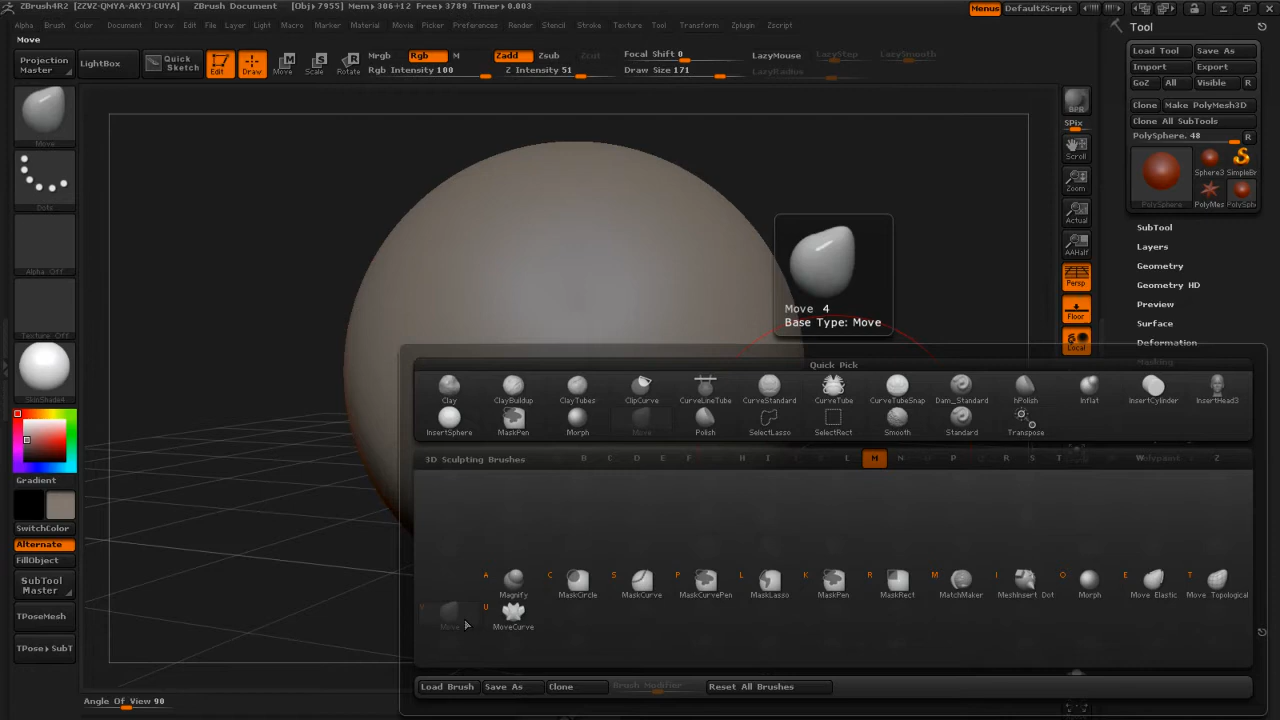 ZBrush4R2 [ZZVZ-QNYA-AKYJ-CUYA] ZBrush Document [Obj>7955] Mem>306+12 Free>3789 Timer>0.003 Menus DefaultZScript
Alpha Brush Color Document Draw Edit File Layer Light Macro Marker Material Movie Picker Preferences Render Stencil Stroke Texture Tool Transform Zplugin Zscript
Move
Projection Master
LightBox
Quick Sketch
Edit
Draw
Move
Scale
Rotate
Mrgb Rgb M
Rgb Intensity 100
Zadd Zsub Zcut
Z Intensity 51
Focal Shift 0
Draw Size 171
LazyMouse LazyStep LazySmooth
LazyRadius
Move
Dots
Alpha Off
Texture Off
SkinShade4
Gradient
SwitchColor
Alternate
FillObject
SubTool Master
TPoseMesh
TPose> SubT
Angle Of View 90
BPR
SPix
Scroll
Zoom
Actual
AAHalf
Persp
Floor
Local
Tool
Load Tool Save As
Import Export
GoZ All Visible R
Clone Make PolyMesh3D
Clone All SubTools
PolySphere. 48 R
PolySphere Sphere3 SimpleBr
PolyMes PolySph
SubTool
Layers
Geometry
Geometry HD
Preview
Surface
Deformation
Masking
Polypaint
Move 4
Base Type: Move
Quick Pick
Clay ClayBuildup ClayTubes ClipCurve CurveLineTube CurveStandard CurveTube CurveTubeSnap Dam_Standard hPolish Inflat InsertCylinder InsertHead3
InsertSphere MaskPen Morph Move Polish SelectLasso SelectRect Smooth Standard Transpose
3D Sculpting Brushes B C D E F H I L M N P R S T W Z
A Magnify C MaskCircle S MaskCurve P MaskCurvePen L MaskLasso K MaskPen R MaskRect M MatchMaker I MeshInsert Dot O Morph E Move Elastic T Move Topological
V Move U MoveCurve
Load Brush Save As Clone Brush Modifier Reset All Brushes